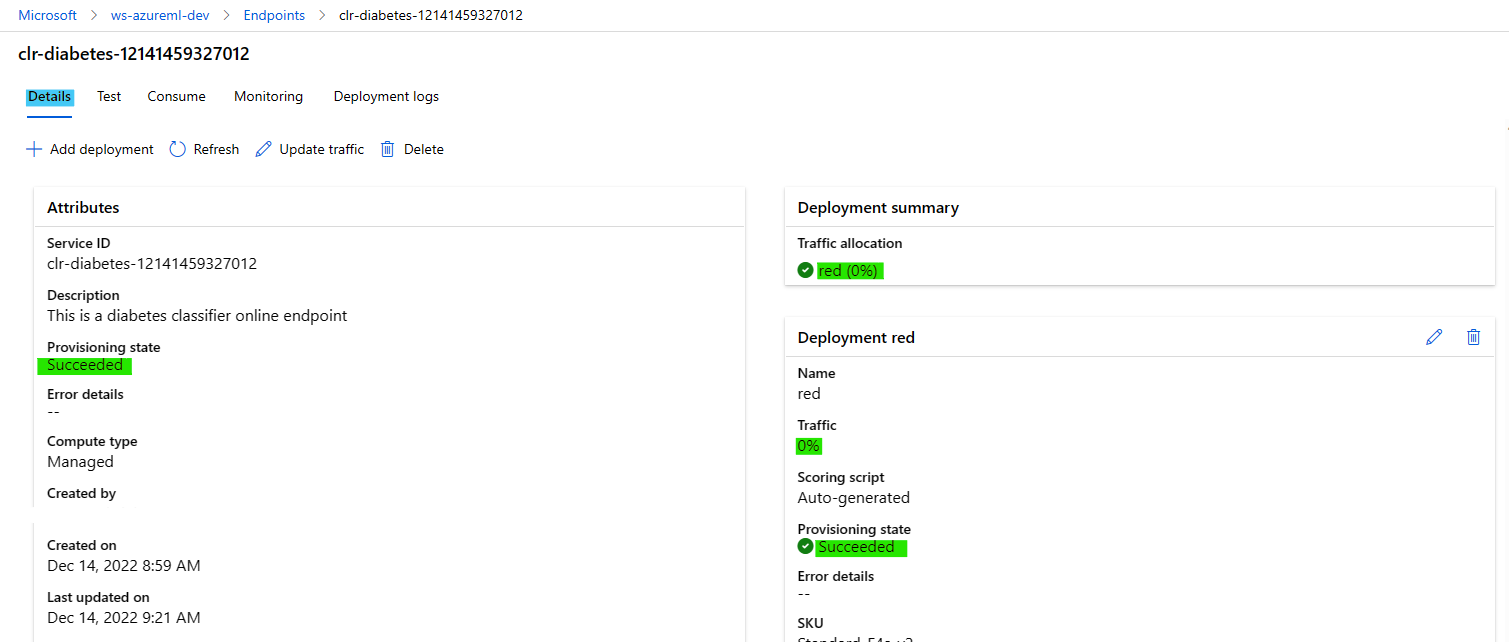 Microsoft > ws-azureml-dev > Endpoints > clr-diabetes-12141459327012
clr-diabetes-12141459327012
Details Test Consume Monitoring Deployment logs
Add deployment Refresh Update traffic Delete
Attributes
Service ID
clr-diabetes-12141459327012
Description
This is a diabetes classifier online endpoint
Provisioning state
Succeeded
Error details
--
Compute type
Managed
Created by
Created on
Dec 14, 2022 8:59 AM
Last updated on
Dec 14, 2022 9:21 AM
Deployment summary
Traffic allocation
red (0%)
Deployment red
Name
red
Traffic
0%
Scoring script
Auto-generated
Provisioning state
Succeeded
Error details
--
SKU